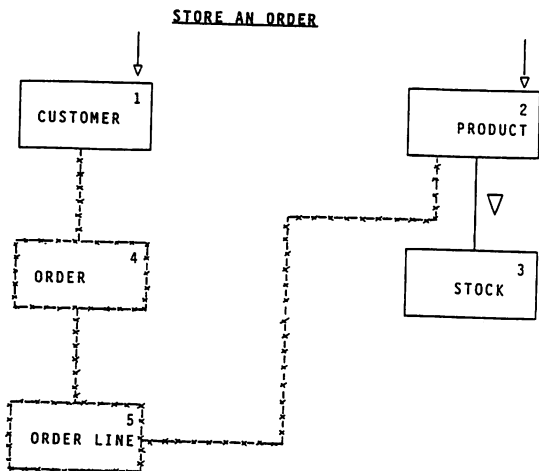 STORE AN ORDER
1
CUSTOMER
2
PRODUCT
4
ORDER
3
STOCK
5
ORDER LINE